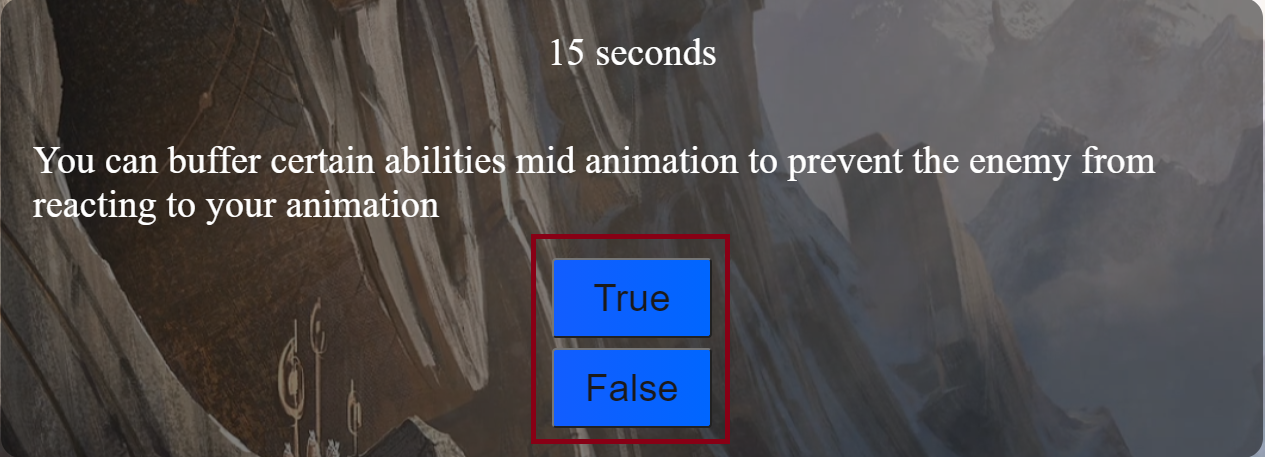 15 seconds
You can buffer certain abilities mid animation to prevent the enemy from
reacting to your animation
True
False